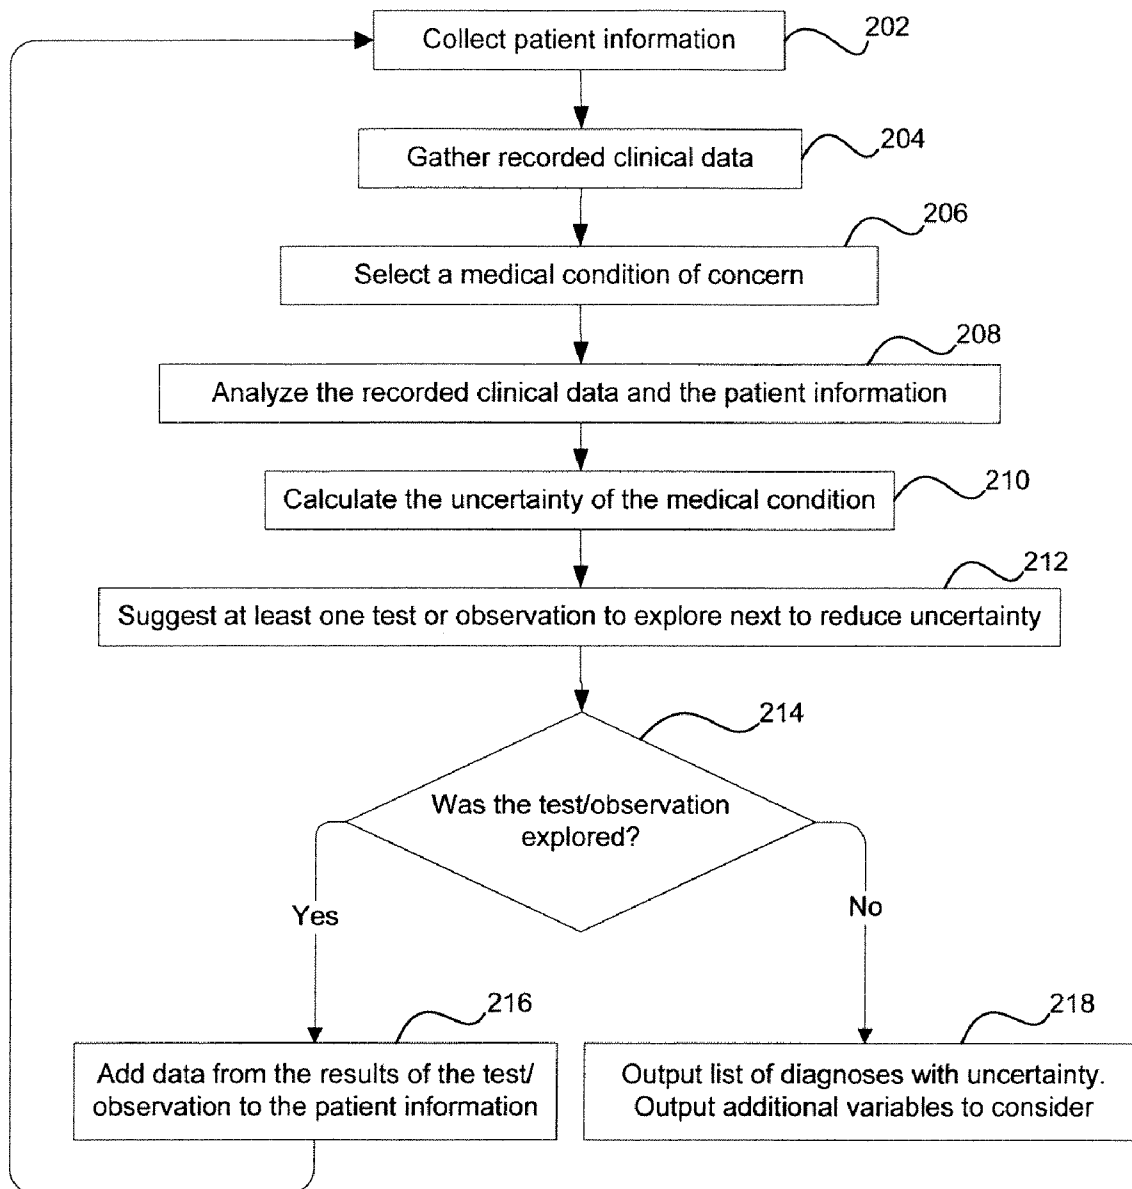 Collect patient information
202
Gather recorded clinical data
204
206
Select a medical condition of concern
208
Analyze the recorded clinical data and the patient information
210
Calculate the uncertainty of the medical condition
212
Suggest at least one test or observation to explore next to reduce uncertainty
214
Was the test/observation
explored?
Yes
No
216
Add data from the results of the test/
observation to the patient information
218
Output list of diagnoses with uncertainty.
Output additional variables to consider